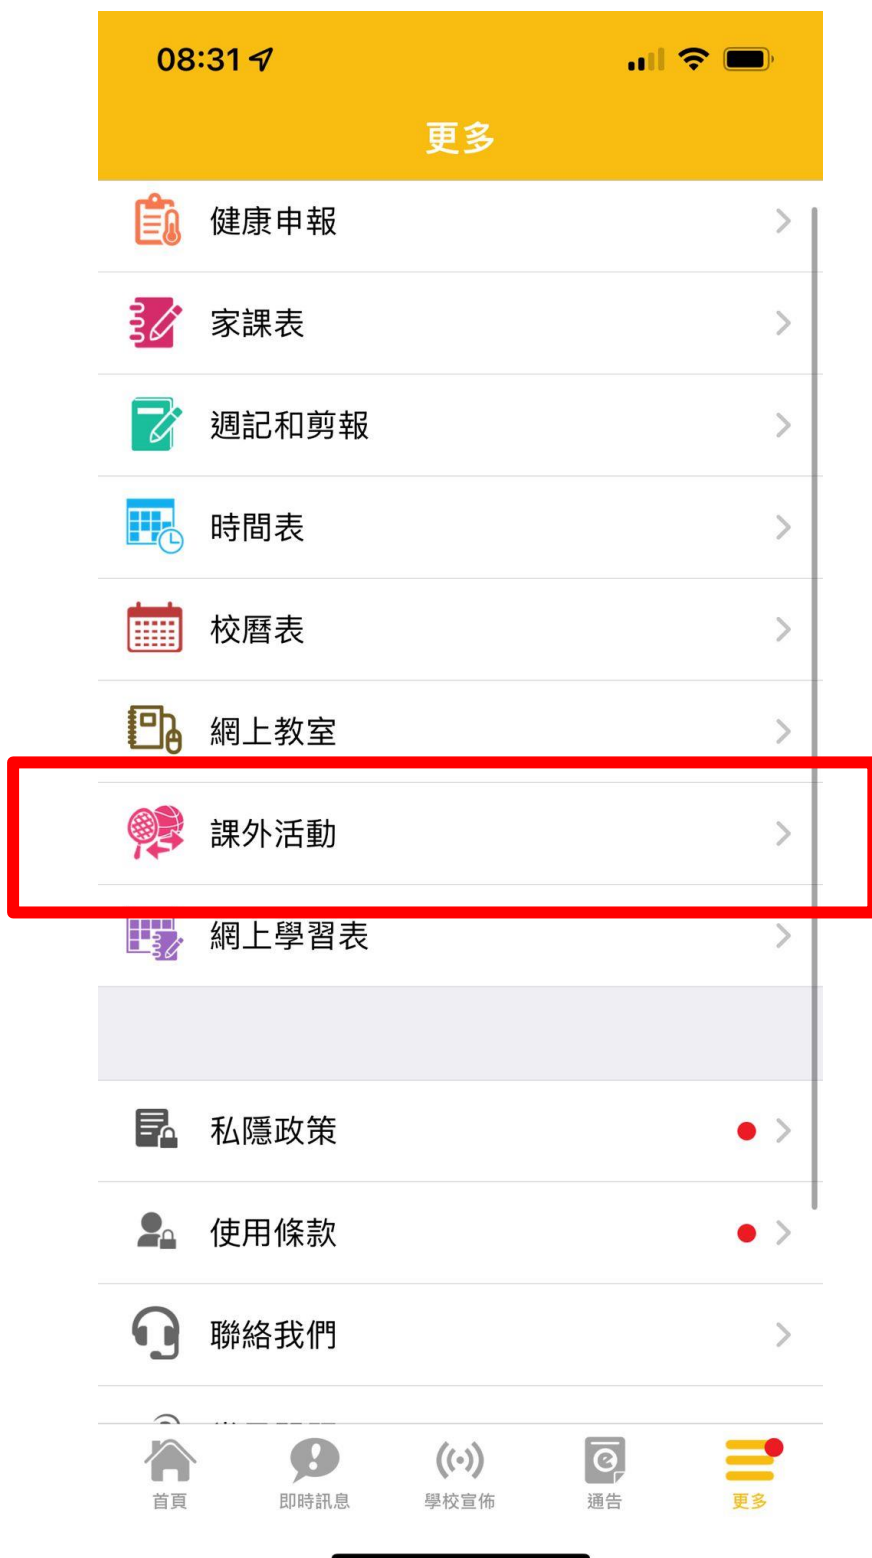 08:31
更多
健康申報
家課表
週記和剪報
時間表
校曆表
網上教室
課外活動
網上學習表
私隱政策
使用條款
聯絡我們
首頁
即時訊息
學校宣佈
通告
更多